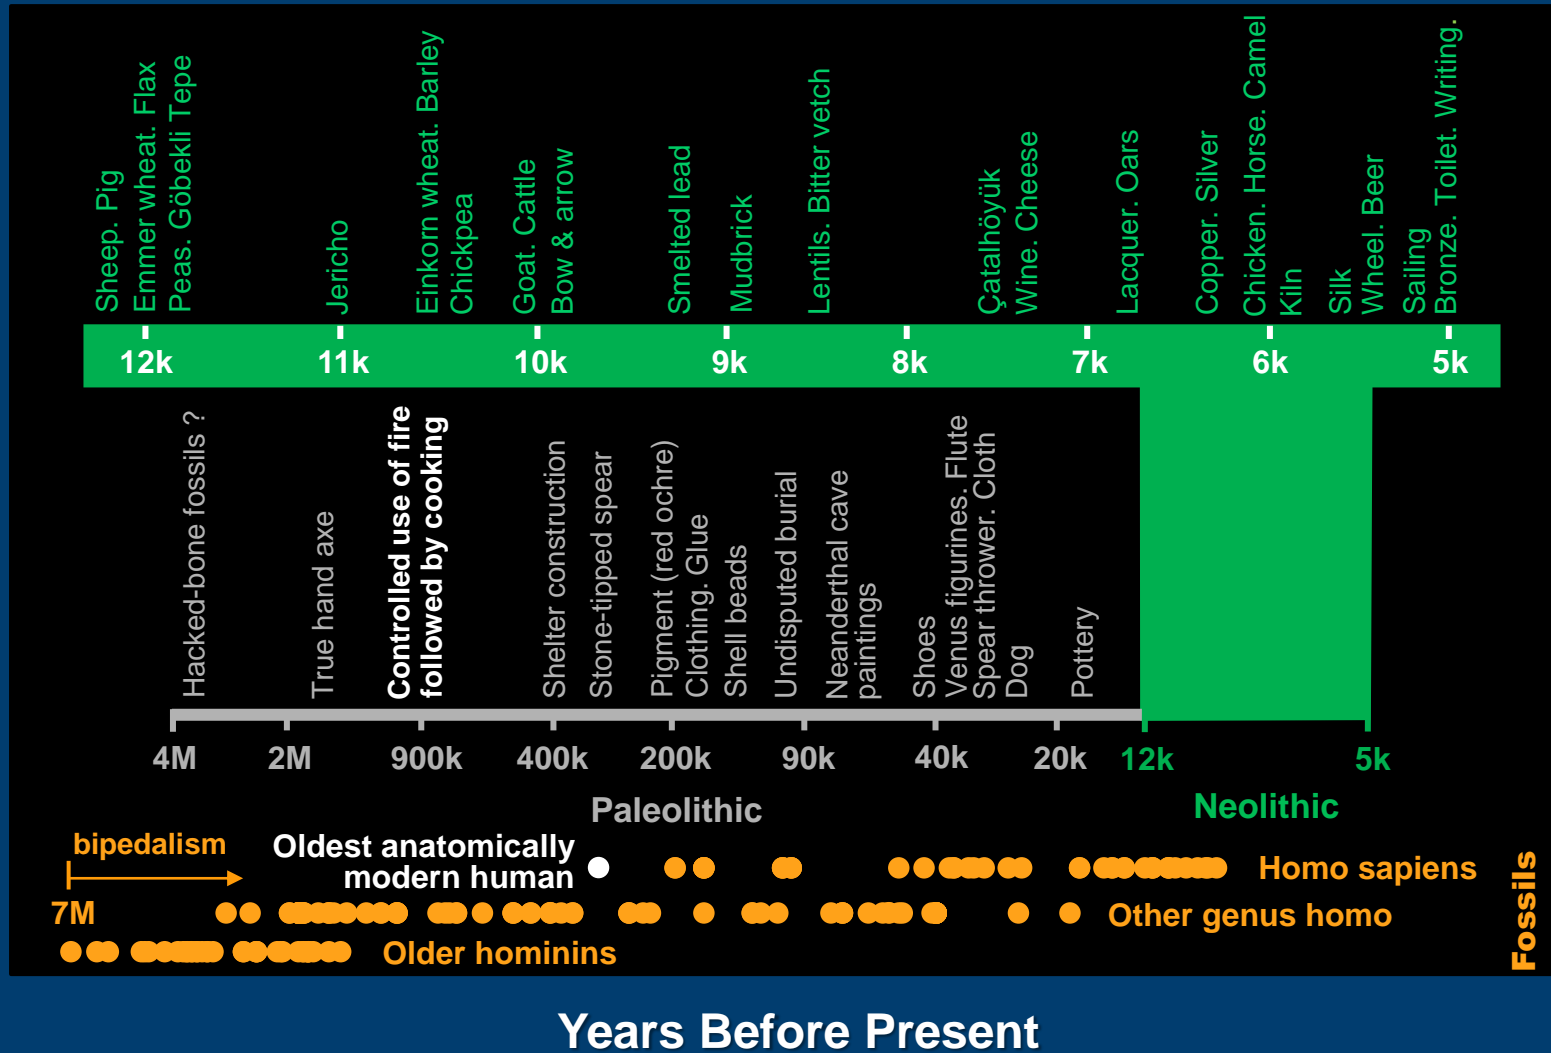 Sheep. Pig
Emmer wheat. Flax
Peas. Göbekli Tepe
Jericho
Einkorn wheat. Barley
Chickpea
Goat. Cattle
Bow & arrow
Smelted lead
Mudbrick
Lentils. Bitter vetch
Çatalhöyük
Wine. Cheese
Lacquer. Oars
Copper. Silver
Chicken. Horse. Camel
Kiln
Silk
Wheel. Beer
Sailing
Bronze. Toilet. Writing.
12k 11k 10k 9k 8k 7k 6k 5k
Hacked-bone fossils ?
True hand axe
Controlled use of fire
followed by cooking
Shelter construction
Stone-tipped spear
Pigment (red ochre)
Clothing. Glue
Shell beads
Undisputed burial
Neanderthal cave
paintings
Shoes
Venus figurines. Flute
Spear thrower. Cloth
Dog
Pottery
4M 2M 900k 400k 200k 90k 40k 20k 12k 5k
Paleolithic
Neolithic
bipedalism
7M
Oldest anatomically
modern human
Homo sapiens
Other genus homo
Older hominins
Fossils
Years Before Present